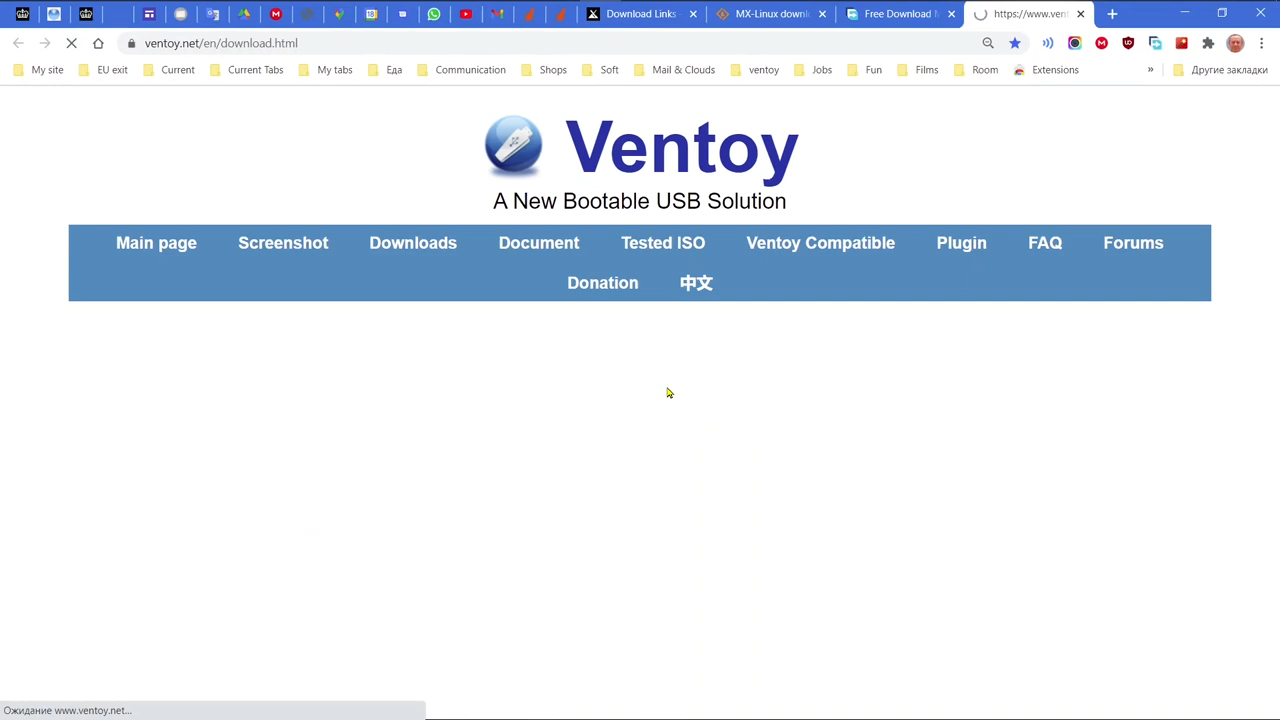 Download Links -
MX-Linux downl
Free Download M
https://www.vent
ventoy.net/en/download.html
My site
EU exit
Current
Current Tabs
My tabs
Еда
Communication
Shops
Soft
Mail & Clouds
ventoy
Jobs
Fun
Films
Room
Extensions
»
Другие закладки
Ventoy
A New Bootable USB Solution
Main page
Screenshot
Downloads
Document
Tested ISO
Ventoy Compatible
Plugin
FAQ
Forums
Donation
中文
Ожидание www.ventoy.net...